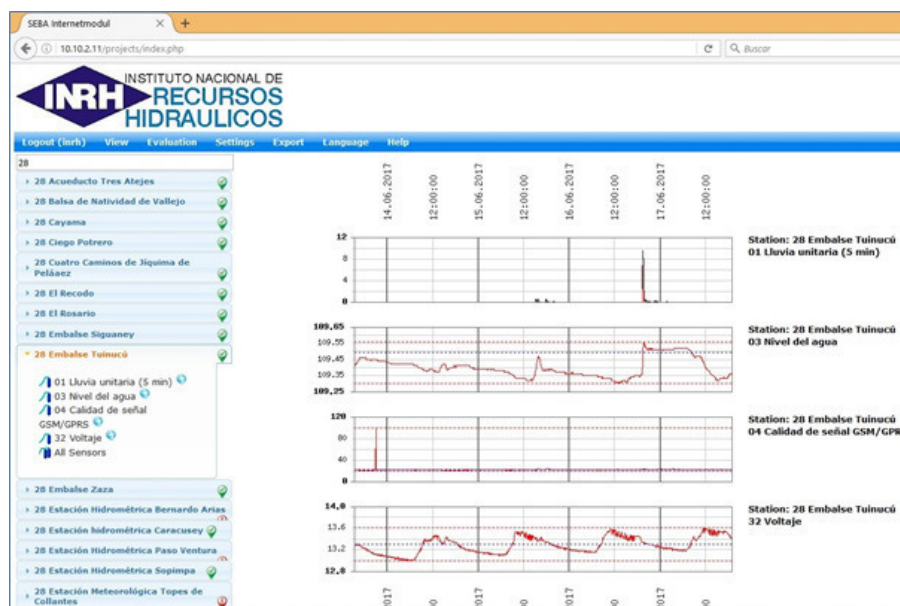 SEBA Internetmodul
10.10.2.11/projects/index.php
Buscar
INRH
INSTITUTO NACIONAL DE
RECURSOS
HIDRAULICOS
Logout (inrh) View Evaluation Settings Export Language Help
28
28 Acueducto Tres Atejes
28 Balsa de Natividad de Vallejo
28 Cayama
28 Ciego Potrero
28 Cuatro Caminos de Jíquima de
Peláez
28 El Recodo
28 El Rosario
28 Embalse Siguaney
28 Embalse Tuinucú
01 Lluvia unitaria (5 min)
03 Nivel del agua
04 Calidad de señal
GSM/GPRS
32 Voltaje
All Sensors
28 Embalse Zaza
28 Estación Hidrométrica Bernardo Arias
28 Estación hidrométrica Caracusey
28 Estación Hidrométrica Paso Ventura
28 Estación Hidrométrica Sopimpa
28 Estación Meteorológica Topes de
Collantes
14.06.2017
12:00:00
15.06.2017
12:00:00
16.06.2017
12:00:00
17.06.2017
12:00:00
12
8
4
0
Station: 28 Embalse Tuinucú
01 Lluvia unitaria (5 min)
109,65
109.55
109.45
109.35
109,25
Station: 28 Embalse Tuinucú
03 Nivel del agua
120
80
40
0
Station: 28 Embalse Tuinucú
04 Calidad de señal GSM/GPR
14,0
13.6
13.2
12,8
Station: 28 Embalse Tuinucú
32 Voltaje